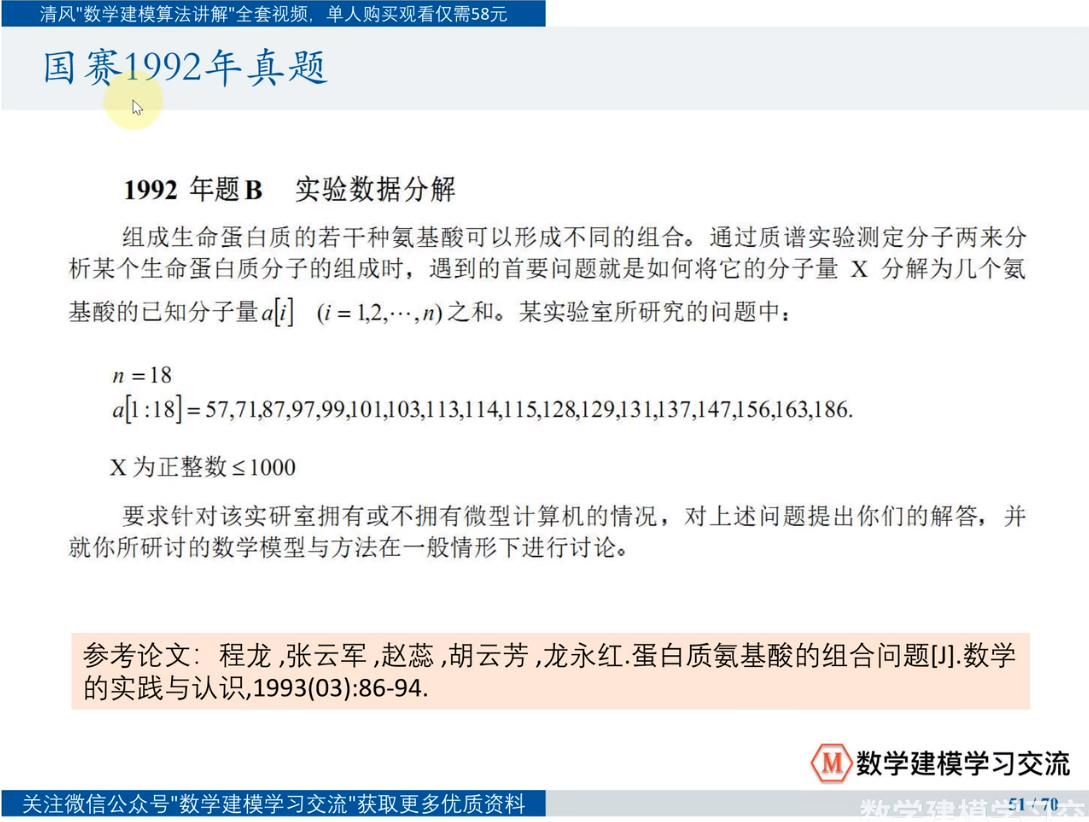 清风"数学建模算法讲解"全套视频，单人购买观看仅需58元
国赛1992年真题
1992 年题B 实验数据分解
组成生命蛋白质的若干种氨基酸可以形成不同的组合。通过质谱实验测定分子两来分
析某个生命蛋白质分子的组成时，遇到的首要问题就是如何将它的分子量 X 分解为几个氨
基酸的已知分子量a[i] (i = 1,2,⋯,n)之和。某实验室所研究的问题中：
n =18
a[1:18]= 57,71,87,97,99,101,103,113,114,115,128,129,131,137,147,156,163,186.
X 为正整数≤1000
要求针对该实研室拥有或不拥有微型计算机的情况，对上述问题提出你们的解答，并
就你所研讨的数学模型与方法在一般情形下进行讨论。
参考论文：程龙 ,张云军 ,赵蕊 ,胡云芳 ,龙永红.蛋白质氨基酸的组合问题[J].数学
的实践与认识,1993(03):86-94.
M 数学建模学习交流
关注微信公众号"数学建模学习交流"获取更多优质资料
数学建模学习交
51 / 70